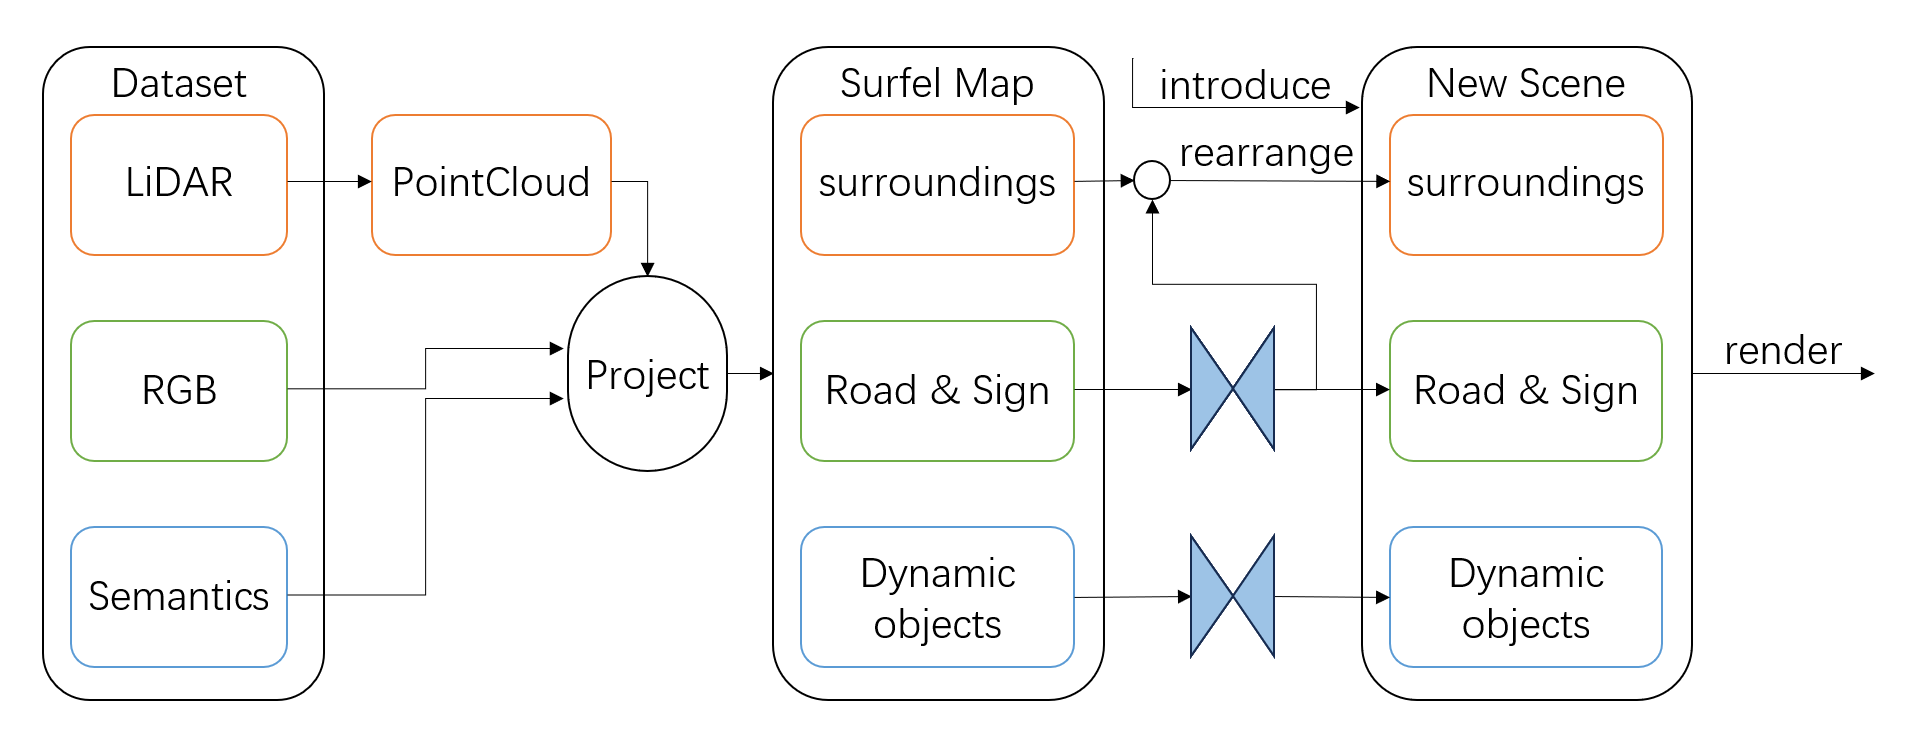 Dataset
LiDAR
RGB
Semantics
PointCloud
Project
Surfel Map
surroundings
Road & Sign
Dynamic
objects
introduce
rearrange
New Scene
surroundings
Road & Sign
Dynamic
objects
render